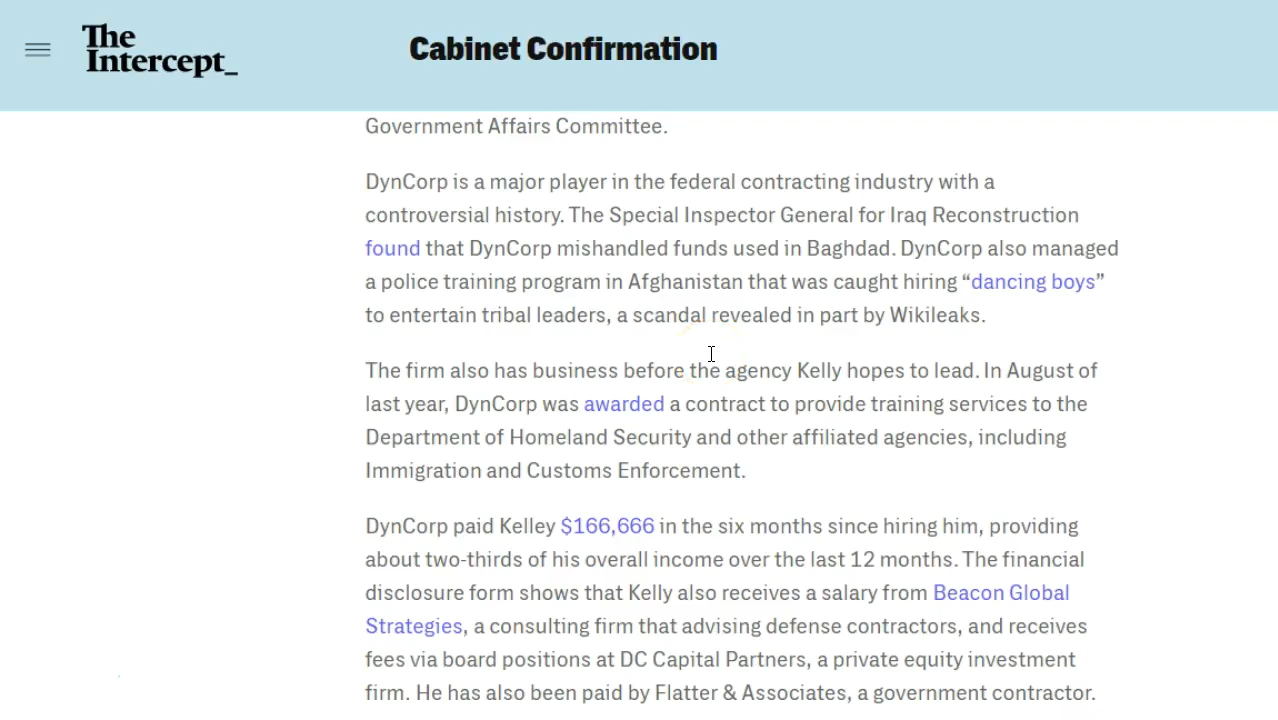 The
Intercept_
Cabinet Confirmation
Government Affairs Committee.
DynCorp is a major player in the federal contracting industry with a
controversial history. The Special Inspector General for Iraq Reconstruction
found that DynCorp mishandled funds used in Baghdad. DynCorp also managed
a police training program in Afghanistan that was caught hiring “dancing boys”
to entertain tribal leaders, a scandal revealed in part by Wikileaks.
The firm also has business before the agency Kelly hopes to lead. In August of
last year, DynCorp was awarded a contract to provide training services to the
Department of Homeland Security and other affiliated agencies, including
Immigration and Customs Enforcement.
DynCorp paid Kelley $166,666 in the six months since hiring him, providing
about two-thirds of his overall income over the last 12 months. The financial
disclosure form shows that Kelly also receives a salary from Beacon Global
Strategies, a consulting firm that advising defense contractors, and receives
fees via board positions at DC Capital Partners, a private equity investment
firm. He has also been paid by Flatter & Associates, a government contractor.